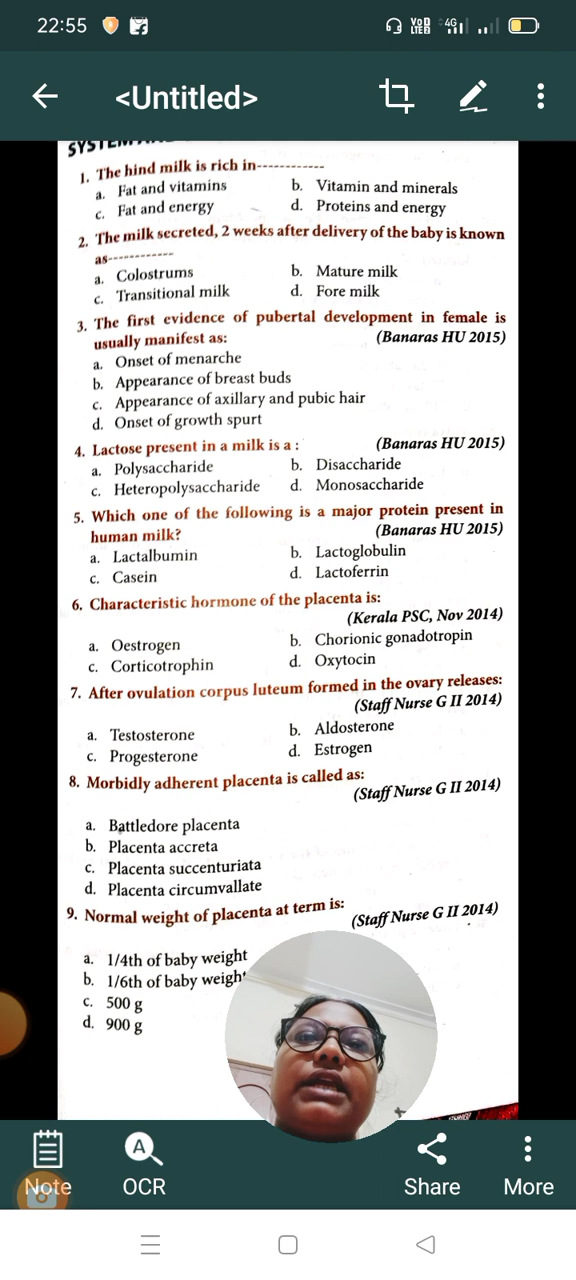 22:55
4G
<Untitled>
1. The hind milk is rich in------------
a. Fat and vitamins b. Vitamin and minerals
c. Fat and energy d. Proteins and energy
2. The milk secreted, 2 weeks after delivery of the baby is known
as------------
a. Colostrums b. Mature milk
c. Transitional milk d. Fore milk
3. The first evidence of pubertal development in female is
usually manifest as: (Banaras HU 2015)
a. Onset of menarche
b. Appearance of breast buds
c. Appearance of axillary and pubic hair
d. Onset of growth spurt
4. Lactose present in a milk is a : (Banaras HU 2015)
a. Polysaccharide b. Disaccharide
c. Heteropolysaccharide d. Monosaccharide
5. Which one of the following is a major protein present in
human milk? (Banaras HU 2015)
a. Lactalbumin b. Lactoglobulin
c. Casein d. Lactoferrin
6. Characteristic hormone of the placenta is:
(Kerala PSC, Nov 2014)
a. Oestrogen b. Chorionic gonadotropin
c. Corticotrophin d. Oxytocin
7. After ovulation corpus luteum formed in the ovary releases:
(Staff Nurse G II 2014)
a. Testosterone b. Aldosterone
c. Progesterone d. Estrogen
8. Morbidly adherent placenta is called as:
(Staff Nurse G II 2014)
a. Battledore placenta
b. Placenta accreta
c. Placenta succenturiata
d. Placenta circumvallate
9. Normal weight of placenta at term is:
(Staff Nurse G II 2014)
a. 1/4th of baby weight
b. 1/6th of baby weight
c. 500 g
d. 900 g
Note OCR Share More